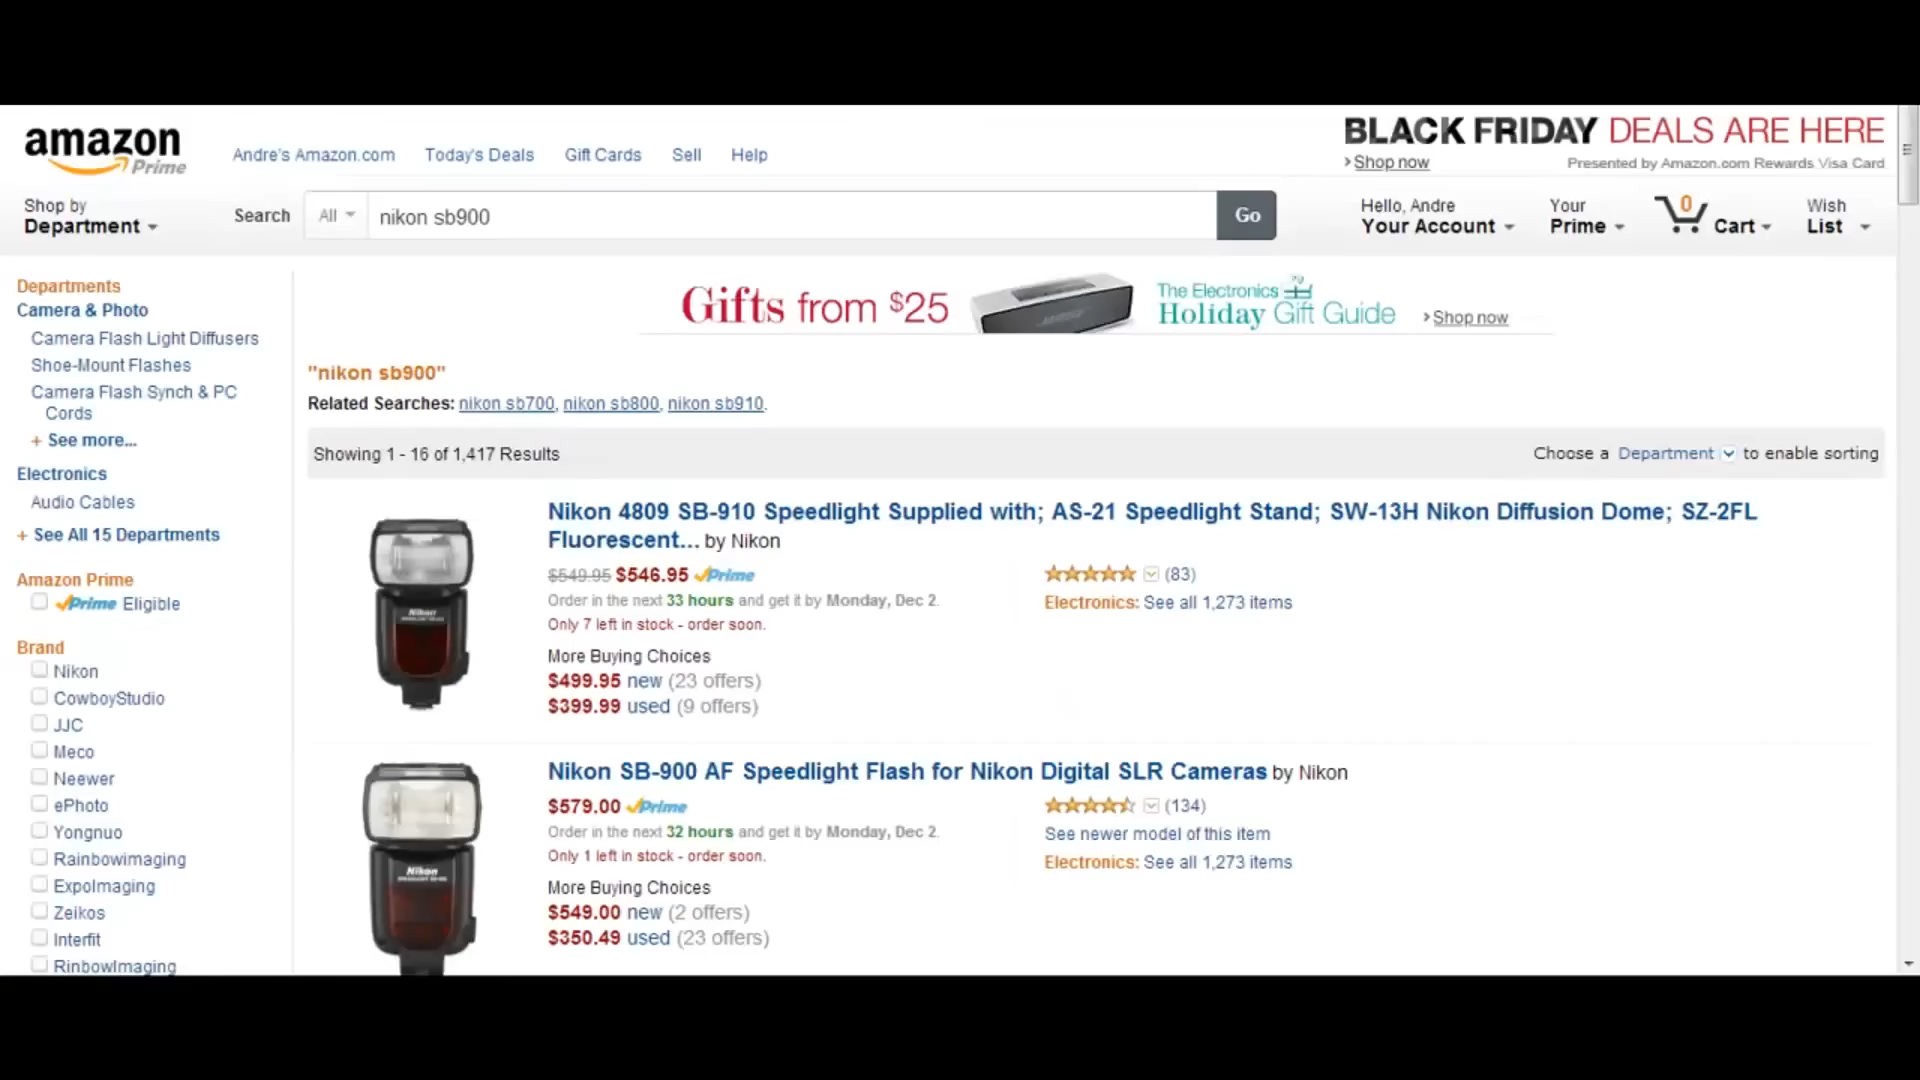 amazon
Prime
Andre's Amazon.com Today's Deals Gift Cards Sell Help
BLACK FRIDAY DEALS ARE HERE
Shop now
Presented by Amazon.com Rewards Visa Card
Shop by
Department
Search All nikon sb900 Go
Hello, Andre
Your Account
Your
Prime
0
Cart
Wish
List
Departments
Camera & Photo
Camera Flash Light Diffusers
Shoe-Mount Flashes
Camera Flash Synch & PC
Cords
+ See more...
Electronics
Audio Cables
+ See All 15 Departments
Amazon Prime
Prime Eligible
Brand
Nikon
CowboyStudio
JJC
Meco
Neewer
ePhoto
Yongnuo
Rainbowimaging
ExpoImaging
Zeikos
Interfit
RinbowImaging
Gifts from $25
The Electronics
Holiday Gift Guide
Shop now
"nikon sb900"
Related Searches: nikon sb700, nikon sb800, nikon sb910.
Showing 1 - 16 of 1,417 Results
Choose a Department to enable sorting
Nikon 4809 SB-910 Speedlight Supplied with; AS-21 Speedlight Stand; SW-13H Nikon Diffusion Dome; SZ-2FL
Fluorescent... by Nikon
$549.95 $546.95 Prime
Order in the next 33 hours and get it by Monday, Dec 2.
Only 7 left in stock - order soon.
More Buying Choices
$499.95 new (23 offers)
$399.99 used (9 offers)
(83)
Electronics: See all 1,273 items
Nikon
Nikon SB-900 AF Speedlight Flash for Nikon Digital SLR Cameras by Nikon
$579.00 Prime
Order in the next 32 hours and get it by Monday, Dec 2.
Only 1 left in stock - order soon.
More Buying Choices
$549.00 new (2 offers)
$350.49 used (23 offers)
(134)
See newer model of this item
Electronics: See all 1,273 items
Nikon